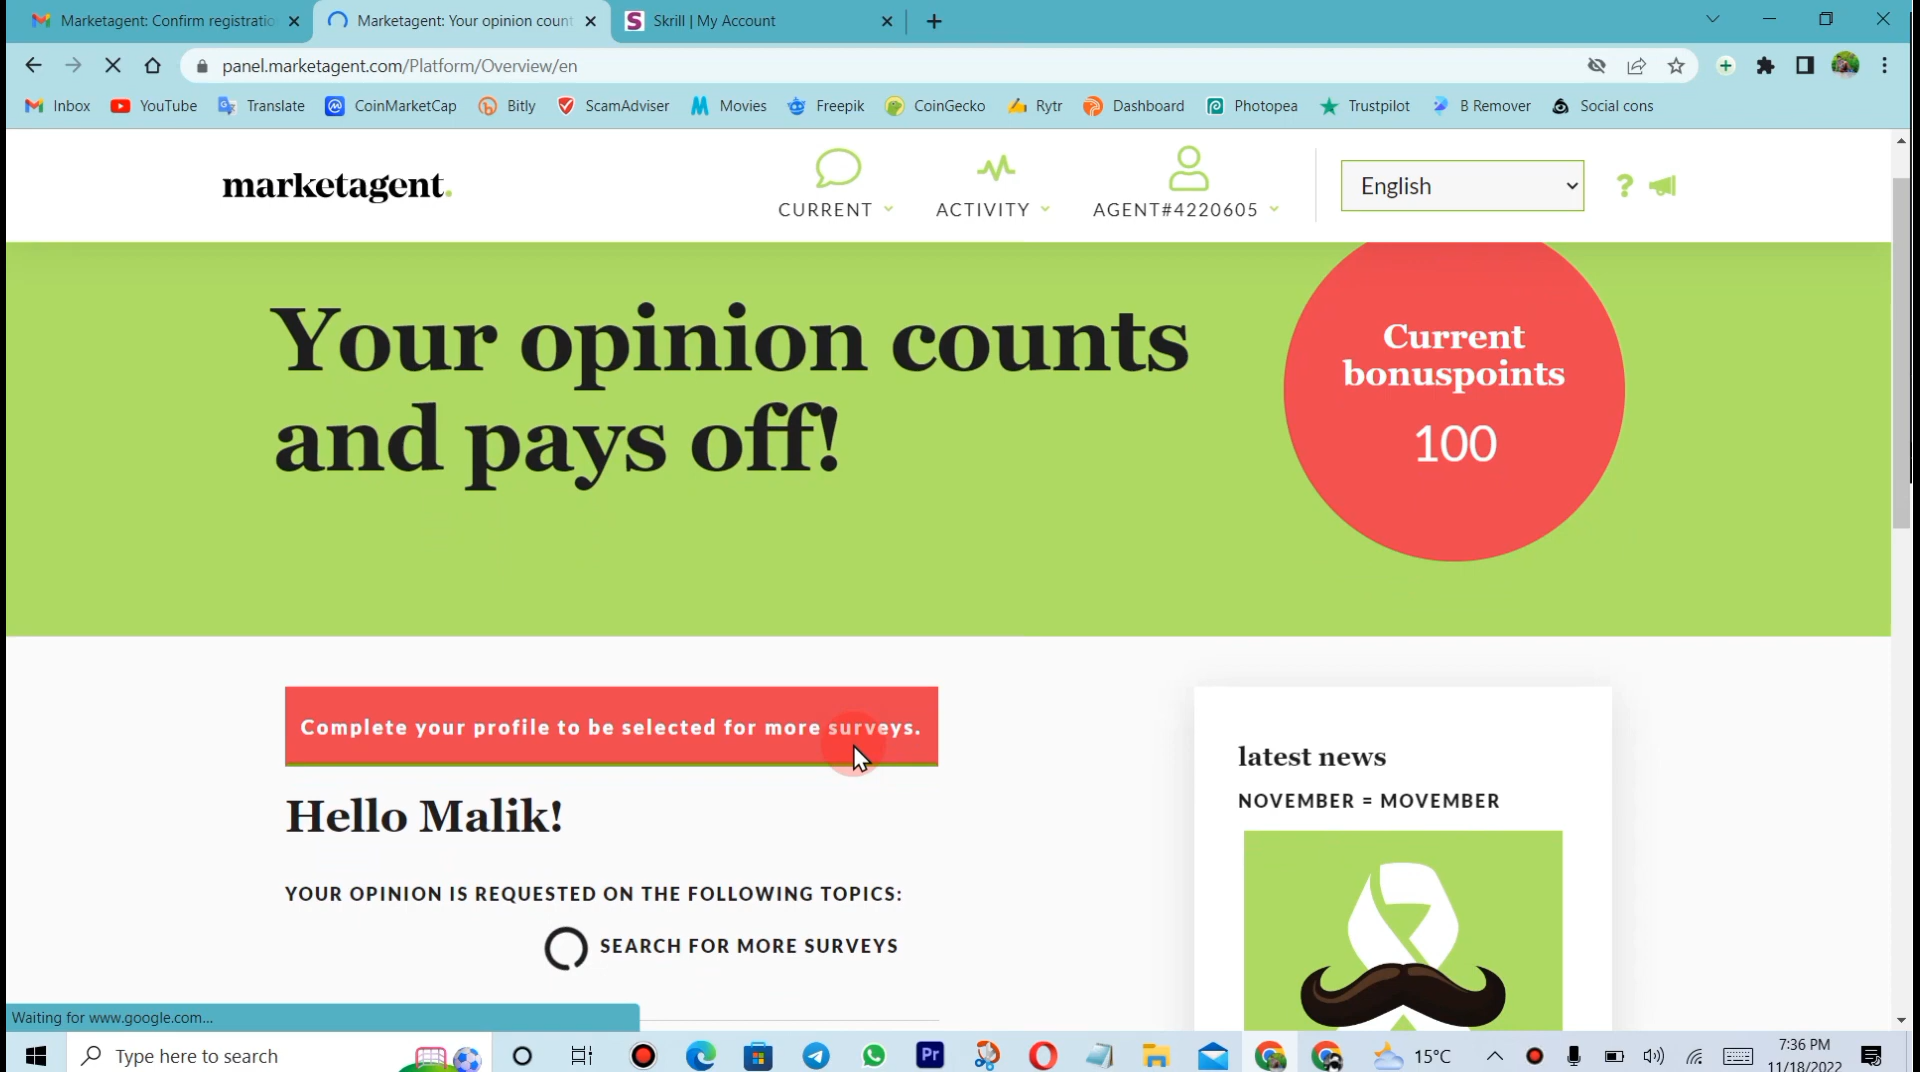 Marketagent: Confirm registratio
Marketagent: Your opinion count
Skrill | My Account
panel.marketagent.com/Platform/Overview/en
Inbox
YouTube
Translate
CoinMarketCap
Bitly
ScamAdviser
Movies
Freepik
CoinGecko
Rytr
Dashboard
Photopea
Trustpilot
B Remover
Social cons
marketagent.
CURRENT
ACTIVITY
AGENT#4220605
English
?
Your opinion counts
and pays off!
Current
bonuspoints
100
Complete your profile to be selected for more surveys.
Hello Malik!
YOUR OPINION IS REQUESTED ON THE FOLLOWING TOPICS:
SEARCH FOR MORE SURVEYS
latest news
NOVEMBER = MOVEMBER
Waiting for www.google.com...
Type here to search
Pr
15°C
7:36 PM
11/18/2022